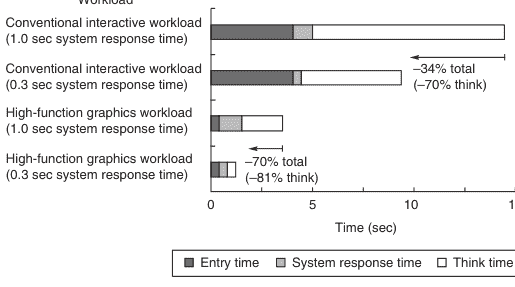 Workload
Conventional interactive workload
(1.0 sec system response time)
Conventional interactive workload
(0.3 sec system response time)
–34% total
(–70% think)
High-function graphics workload
(1.0 sec system response time)
High-function graphics workload
(0.3 sec system response time)
–70% total
(–81% think)
0 5 10
Time (sec)
Entry time System response time Think time